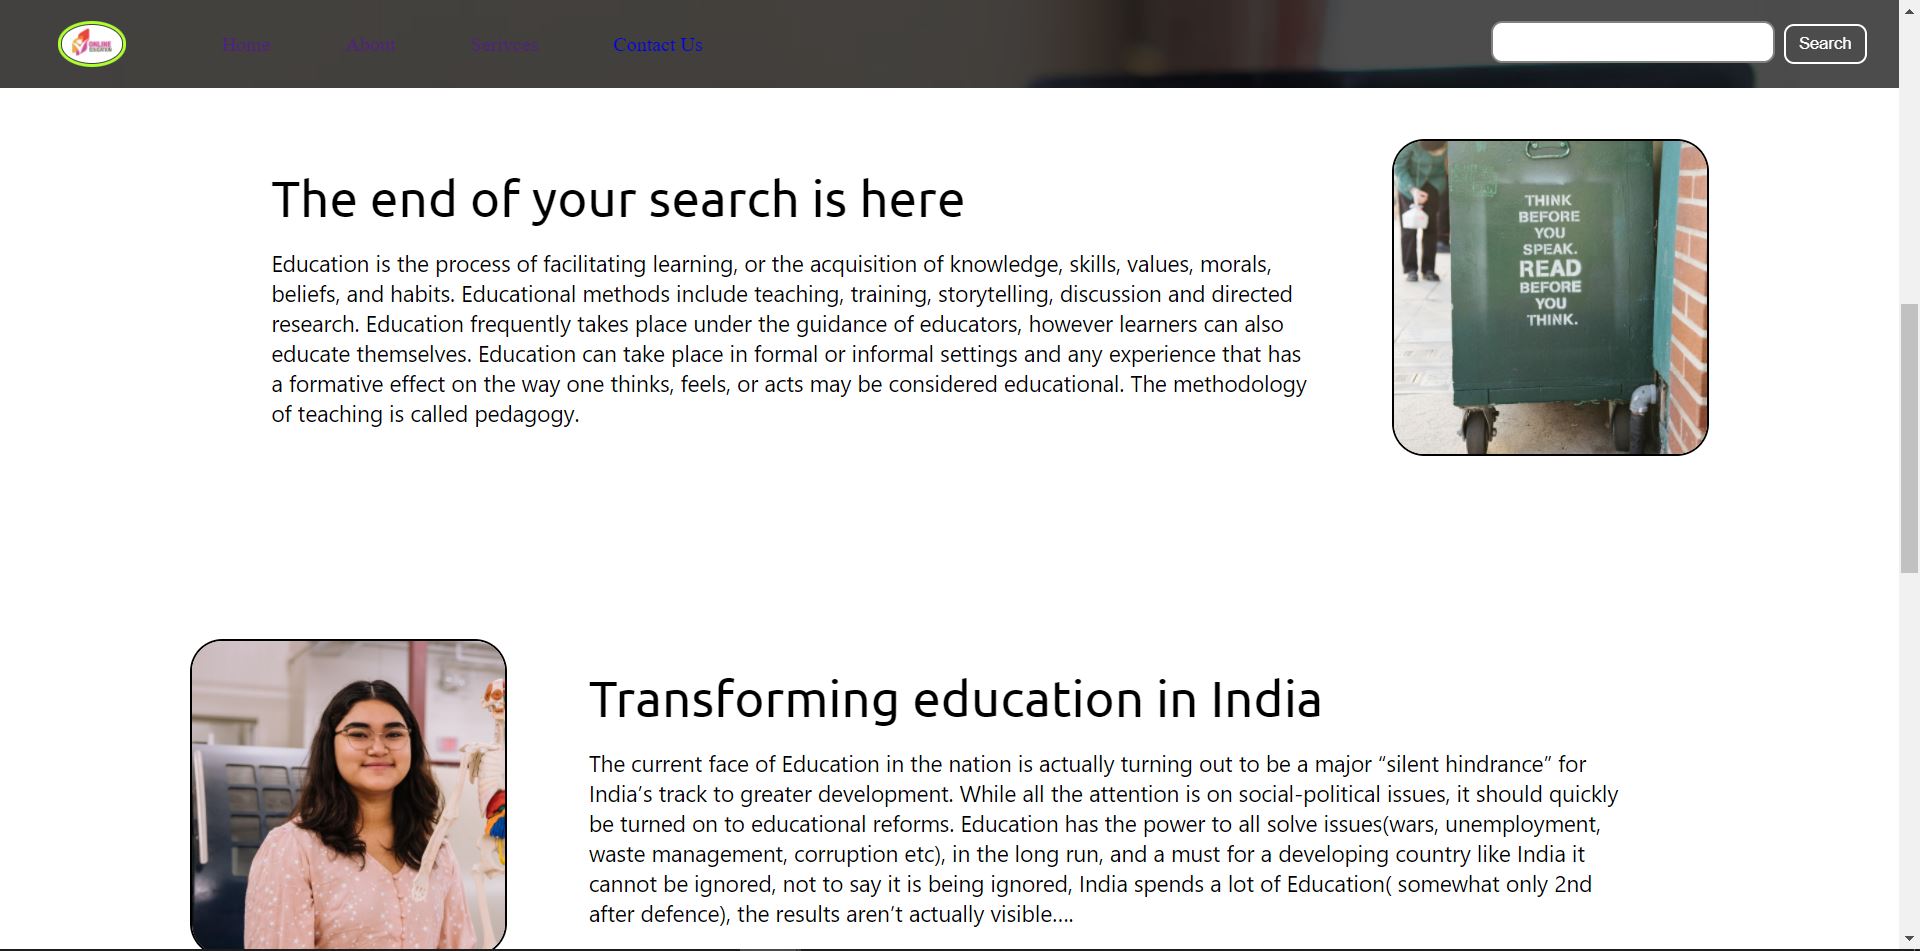 ONLINE
EDUCATION
Home
About
Serivces
Contact Us
Search
The end of your search is here
Education is the process of facilitating learning, or the acquisition of knowledge, skills, values, morals,
beliefs, and habits. Educational methods include teaching, training, storytelling, discussion and directed
research. Education frequently takes place under the guidance of educators, however learners can also
educate themselves. Education can take place in formal or informal settings and any experience that has
a formative effect on the way one thinks, feels, or acts may be considered educational. The methodology
of teaching is called pedagogy.
THINK
BEFORE
YOU
SPEAK.
READ
BEFORE
YOU
THINK.
Transforming education in India
The current face of Education in the nation is actually turning out to be a major “silent hindrance” for
India’s track to greater development. While all the attention is on social-political issues, it should quickly
be turned on to educational reforms. Education has the power to all solve issues(wars, unemployment,
waste management, corruption etc), in the long run, and a must for a developing country like India it
cannot be ignored, not to say it is being ignored, India spends a lot of Education( somewhat only 2nd
after defence), the results aren’t actually visible….